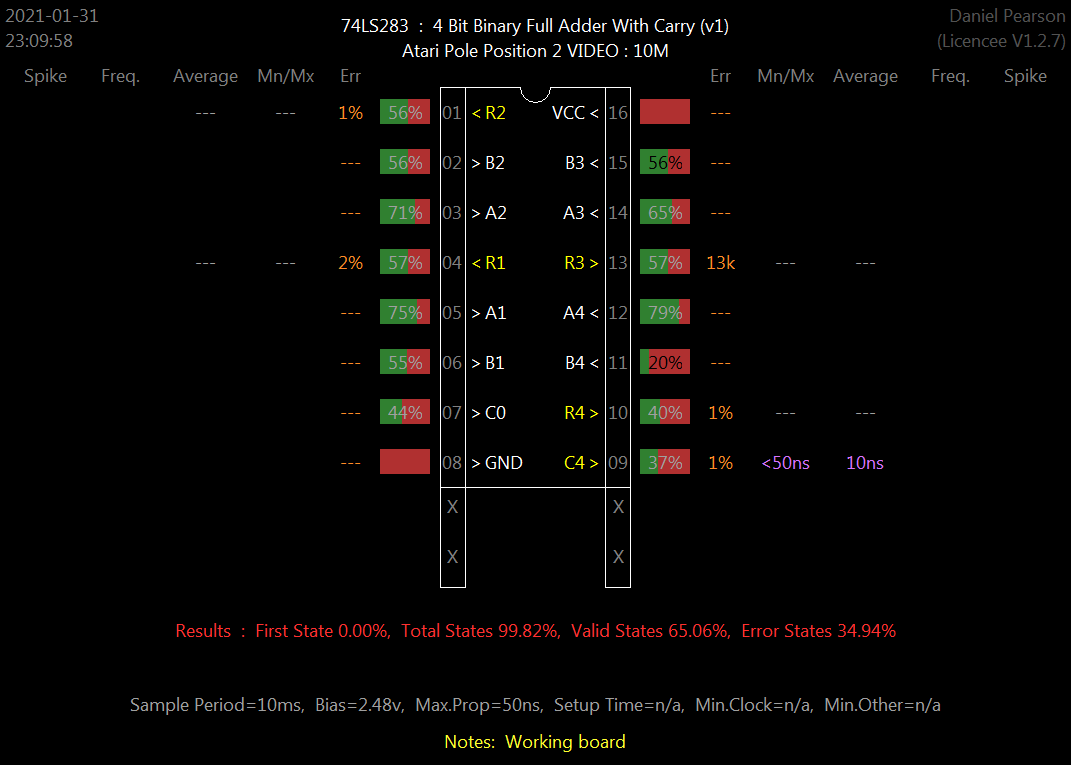 2021-01-31
23:09:58
74LS283 : 4 Bit Binary Full Adder With Carry (v1)
Atari Pole Position 2 VIDEO : 10M
Daniel Pearson
(Licencee V1.2.7)
Spike Freq. Average Mn/Mx Err Err Mn/Mx Average Freq. Spike
--- --- 1% 56% 01 < R2 VCC < 16 ---
--- 56% 02 > B2 B3 < 15 56% ---
--- 71% 03 > A2 A3 < 14 65% ---
--- --- 2% 57% 04 < R1 R3 > 13 57% 13k --- ---
--- 75% 05 > A1 A4 < 12 79% ---
--- 55% 06 > B1 B4 < 11 20% ---
--- 44% 07 > C0 R4 > 10 40% 1% --- ---
--- 08 > GND C4 > 09 37% 1% <50ns 10ns
X X
X X
Results : First State 0.00%, Total States 99.82%, Valid States 65.06%, Error States 34.94%
Sample Period=10ms, Bias=2.48v, Max.Prop=50ns, Setup Time=n/a, Min.Clock=n/a, Min.Other=n/a
Notes: Working board